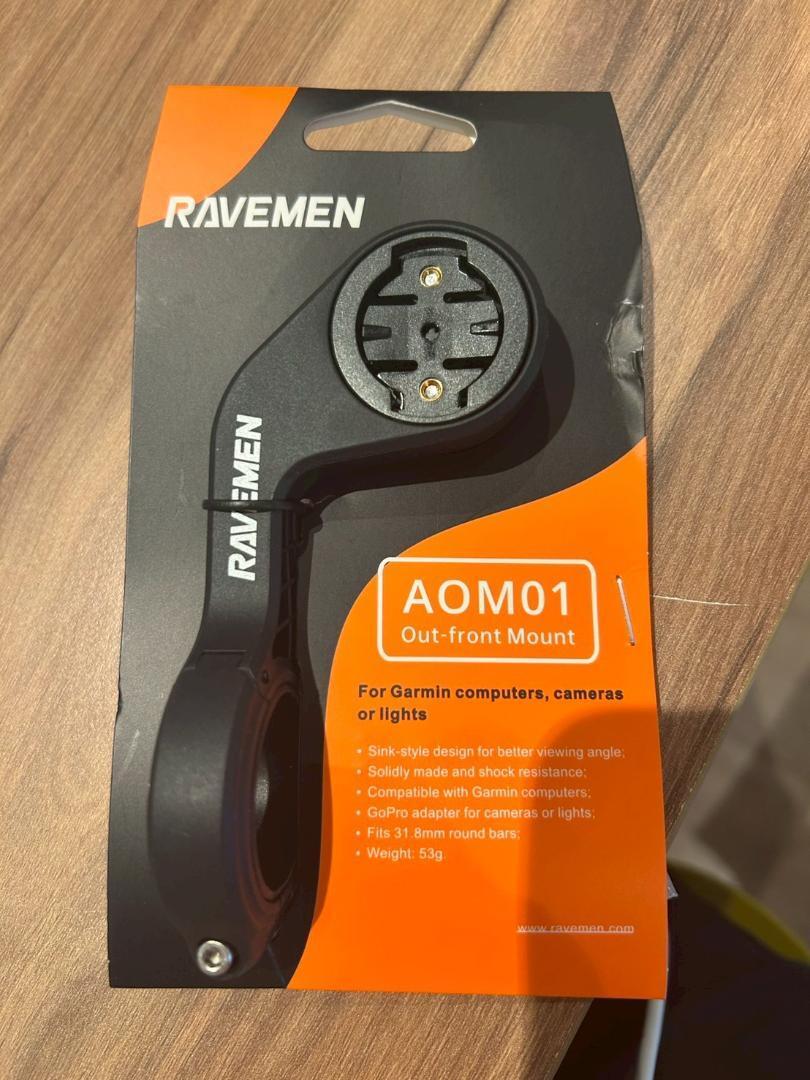 RAVEMEN
RAVEMEN
AOM01
Out-front Mount
For Garmin computers, cameras
or lights
• Sink-style design for better viewing angle;
• Solidly made and shock resistance;
• Compatible with Garmin computers;
• GoPro adapter for cameras or lights;
• Fits 31.8mm round bars;
• Weight: 53g.
www.ravemen.com